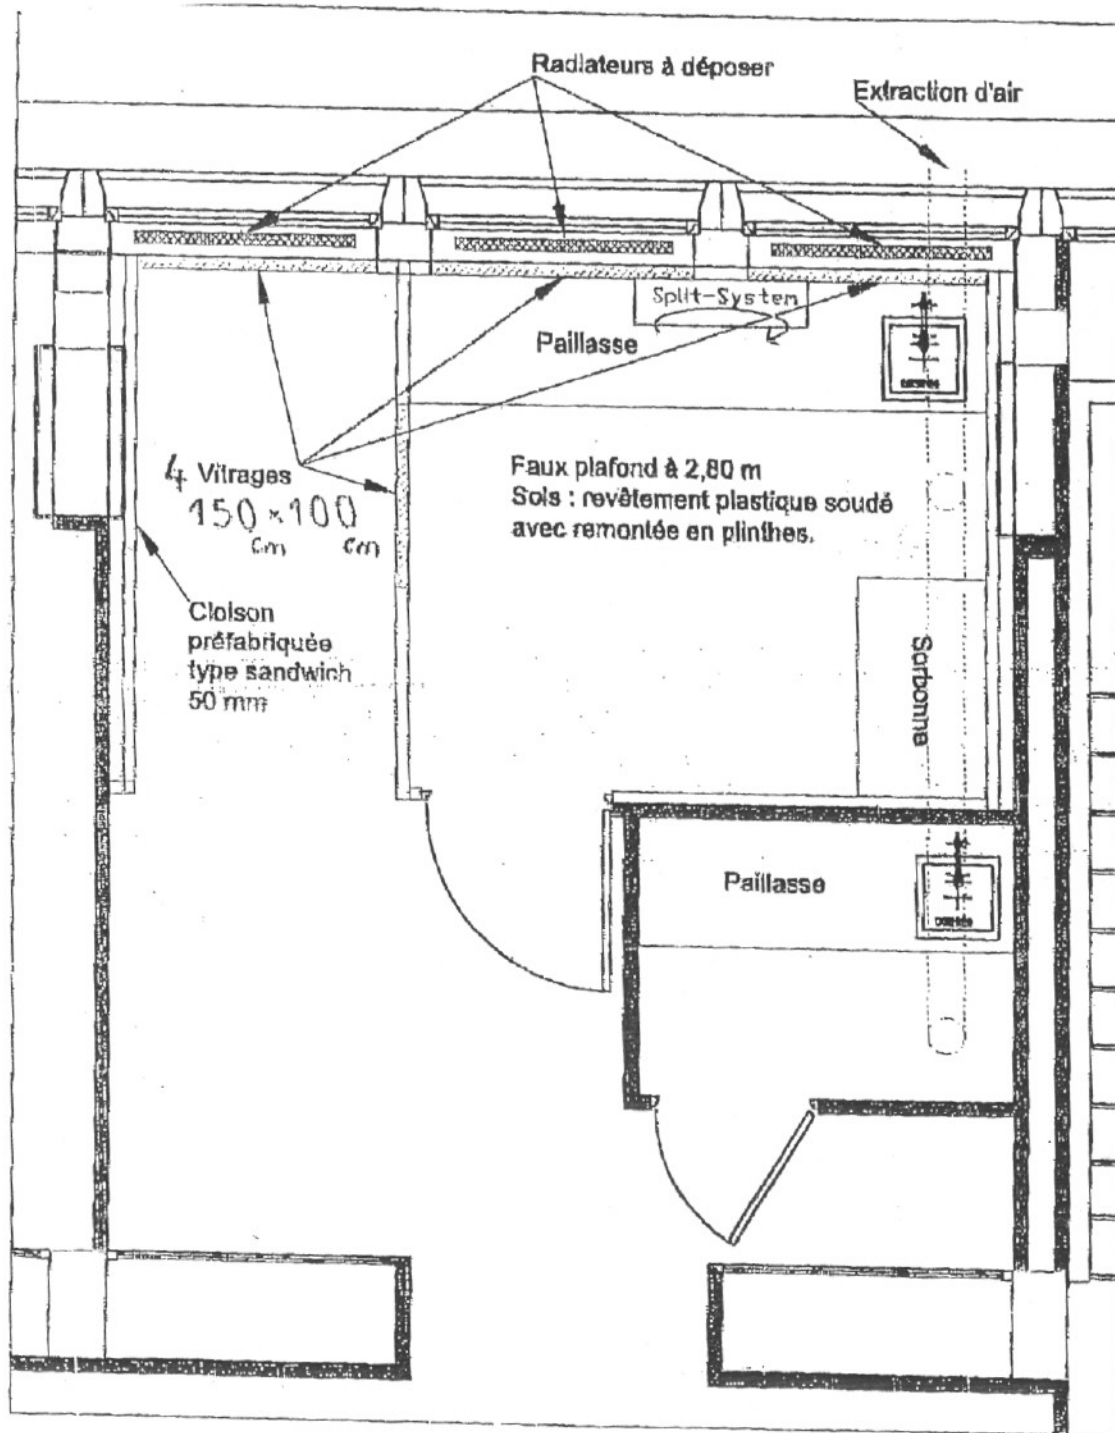 Radiateurs à déposer
Extraction d'air
Split-System
Paillasse
4 Vitrages
150 × 100
cm cm
Faux plafond à 2,80 m
Sols : revêtement plastique soudé
avec remontée en plinthes.
Cloison
préfabriquée
type sandwich
50 mm
Sorbonne
Paillasse